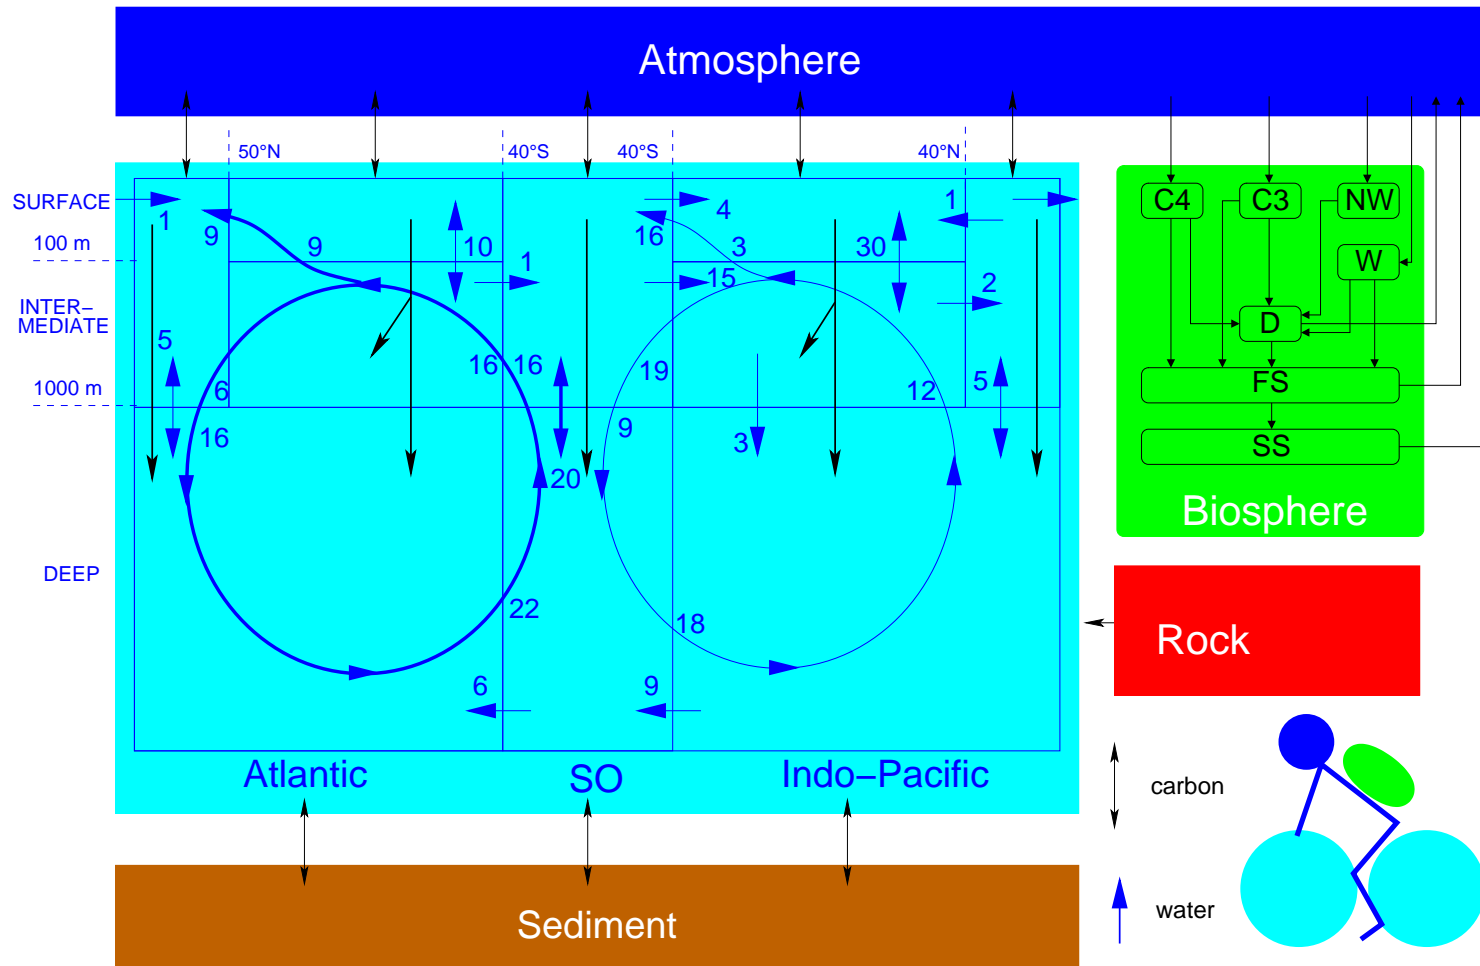 Atmosphere
50°N
40°S
40°S
40°N
SURFACE
1
9
9
10
1
4
16
3
15
30
1
2
100 m
INTER−
MEDIATE
5
1000 m
6
16
16
16
20
19
9
3
12
5
DEEP
22
18
6
9
Atlantic
SO
Indo−Pacific
C4
C3
NW
W
D
FS
SS
Biosphere
Rock
carbon
water
Sediment